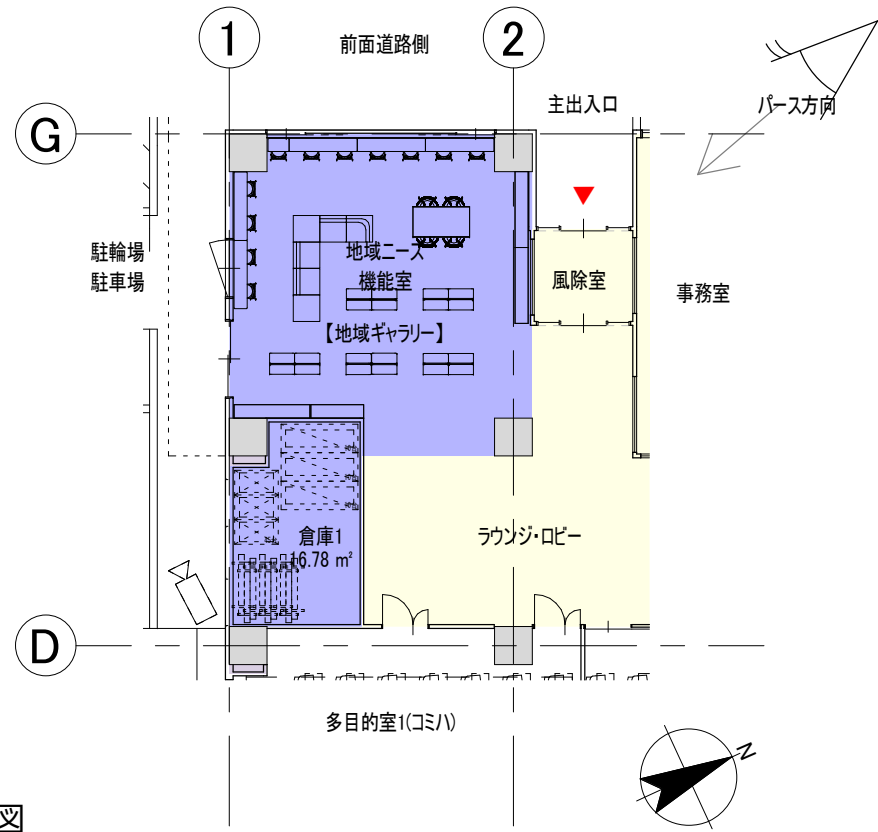 1
2
前面道路側
主出入口
パース方向
G
駐輪場
駐車場
地域ニーズ
機能室
風除室
事務室
【地域ギャラリー】
倉庫1
16.78 ㎡
ラウンジ・ロビー
D
多目的室1(コミハ)
N
図